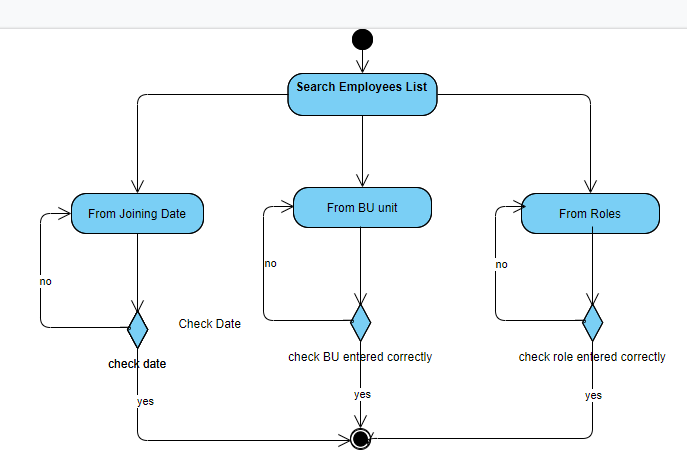 Search Employees List
From Joining Date
From BU unit
From Roles
no
no
no
Check Date
check date
check BU entered correctly
check role entered correctly
yes
yes
yes